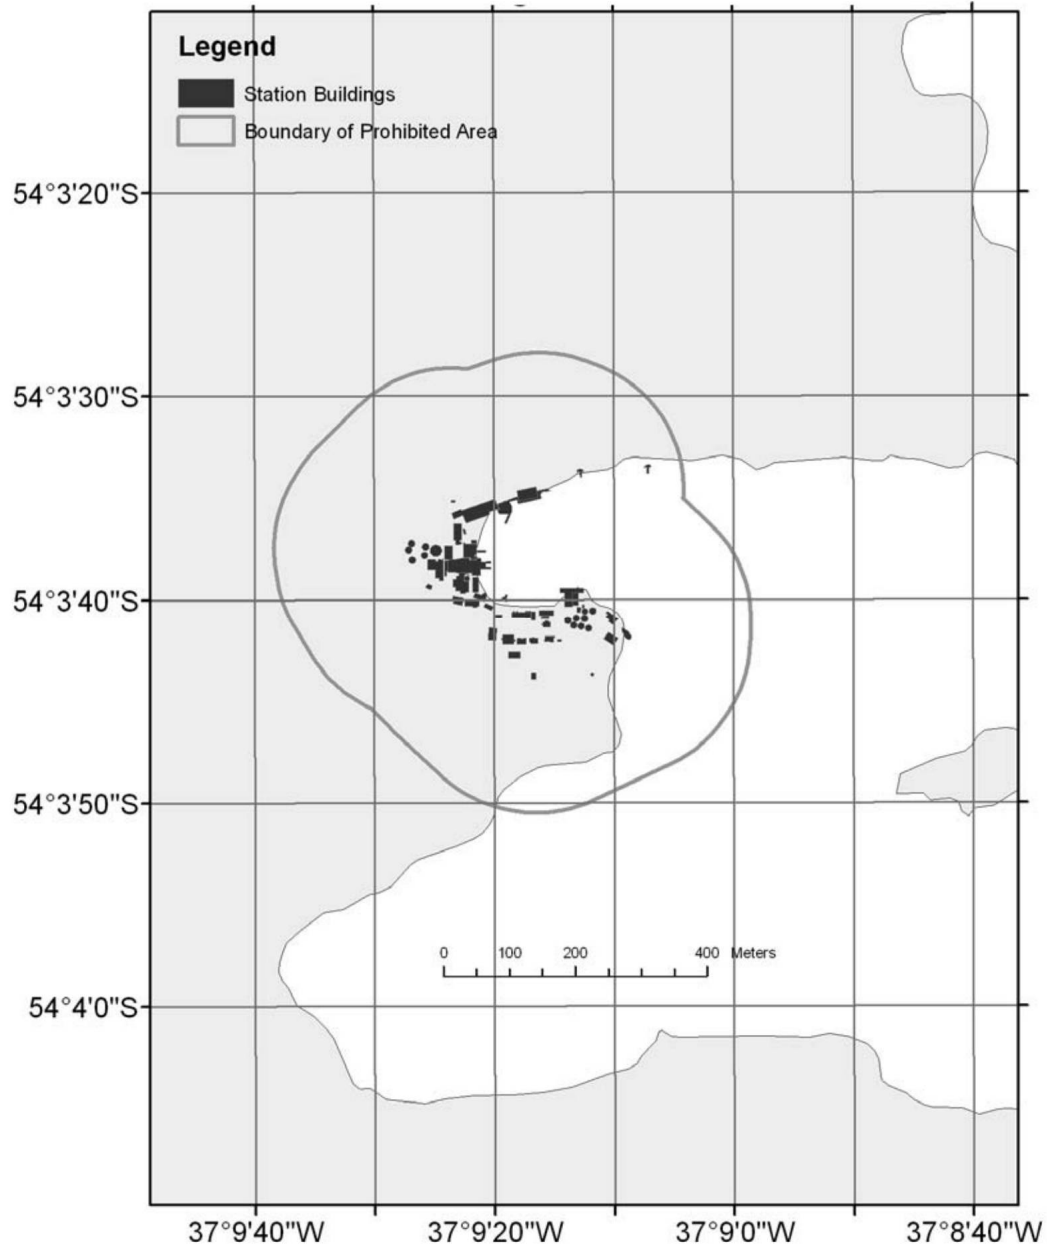 Legend
Station Buildings
Boundary of Prohibited Area
54°3'20"S
54°3'30"S
54°3'40"S
54°3'50"S
54°4'0"S
0 100 200 400 Meters
37°9'40"W 37°9'20"W 37°9'0"W 37°8'40"W